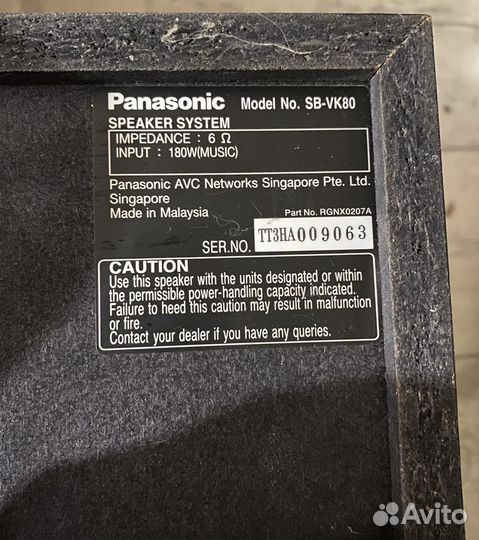 Panasonic Model No. SB-VK80
SPEAKER SYSTEM
IMPEDANCE : 6 Ω
INPUT : 180W(MUSIC)
Panasonic AVC Networks Singapore Pte. Ltd.
Singapore
Made in Malaysia Part No. RGNX0207A
SER.NO. TT3HA009063
CAUTION
Use this speaker with the units designated or within
the permissible power-handling capacity indicated.
Failure to heed this caution may result in malfunction
or fire.
Contact your dealer if you have any queries.
Avito